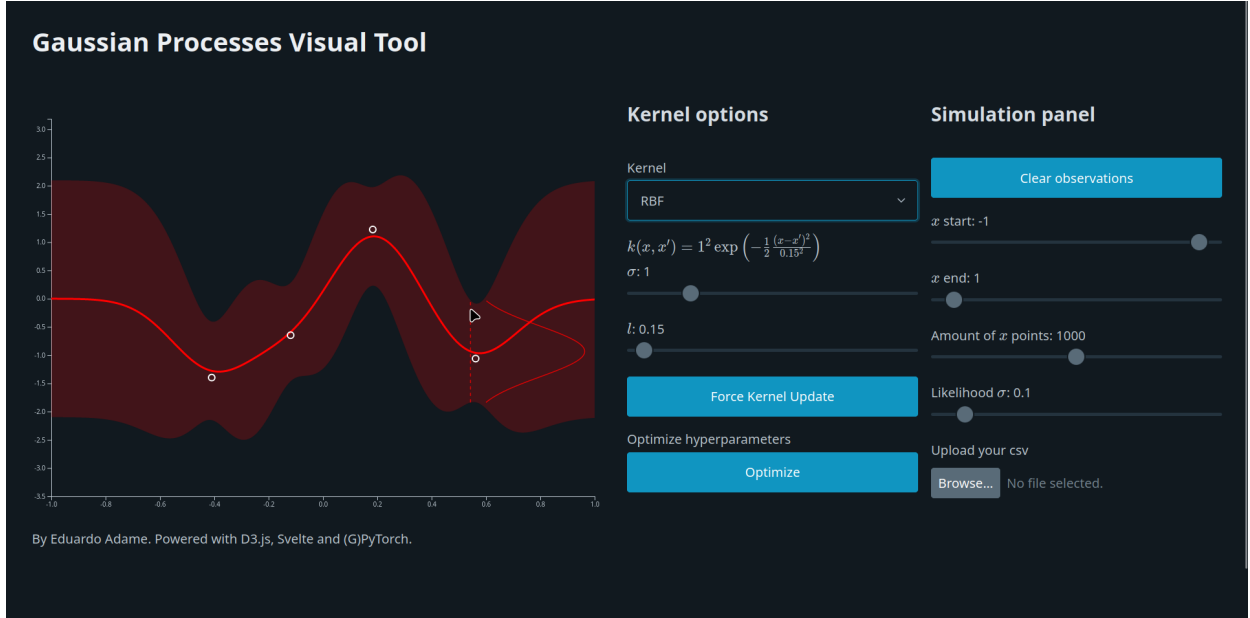 Gaussian Processes Visual Tool
3.0
2.5
2.0
1.5
1.0
0.5
0.0
-0.5
-1.0
-1.5
-2.0
-2.5
-3.0
-3.5
-1.0 -0.8 -0.6 -0.4 -0.2 0.0 0.2 0.4 0.6 0.8 1.0
By Eduardo Adame. Powered with D3.js, Svelte and (G)PyTorch.
Kernel options
Kernel
RBF
k(x, x′) = 1² exp(−½ (x−x′)²/0.15²)
σ: 1
l: 0.15
Force Kernel Update
Optimize hyperparameters
Optimize
Simulation panel
Clear observations
x start: -1
x end: 1
Amount of x points: 1000
Likelihood σ: 0.1
Upload your csv
Browse... No file selected.